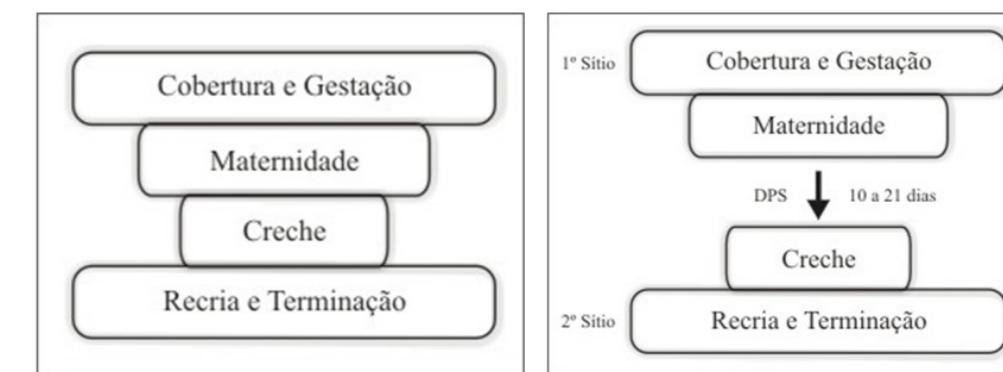 Cobertura e Gestação
Maternidade
Creche
Recria e Terminação
1º Sítio
Cobertura e Gestação
Maternidade
DPS
10 a 21 dias
Creche
2º Sítio
Recria e Terminação